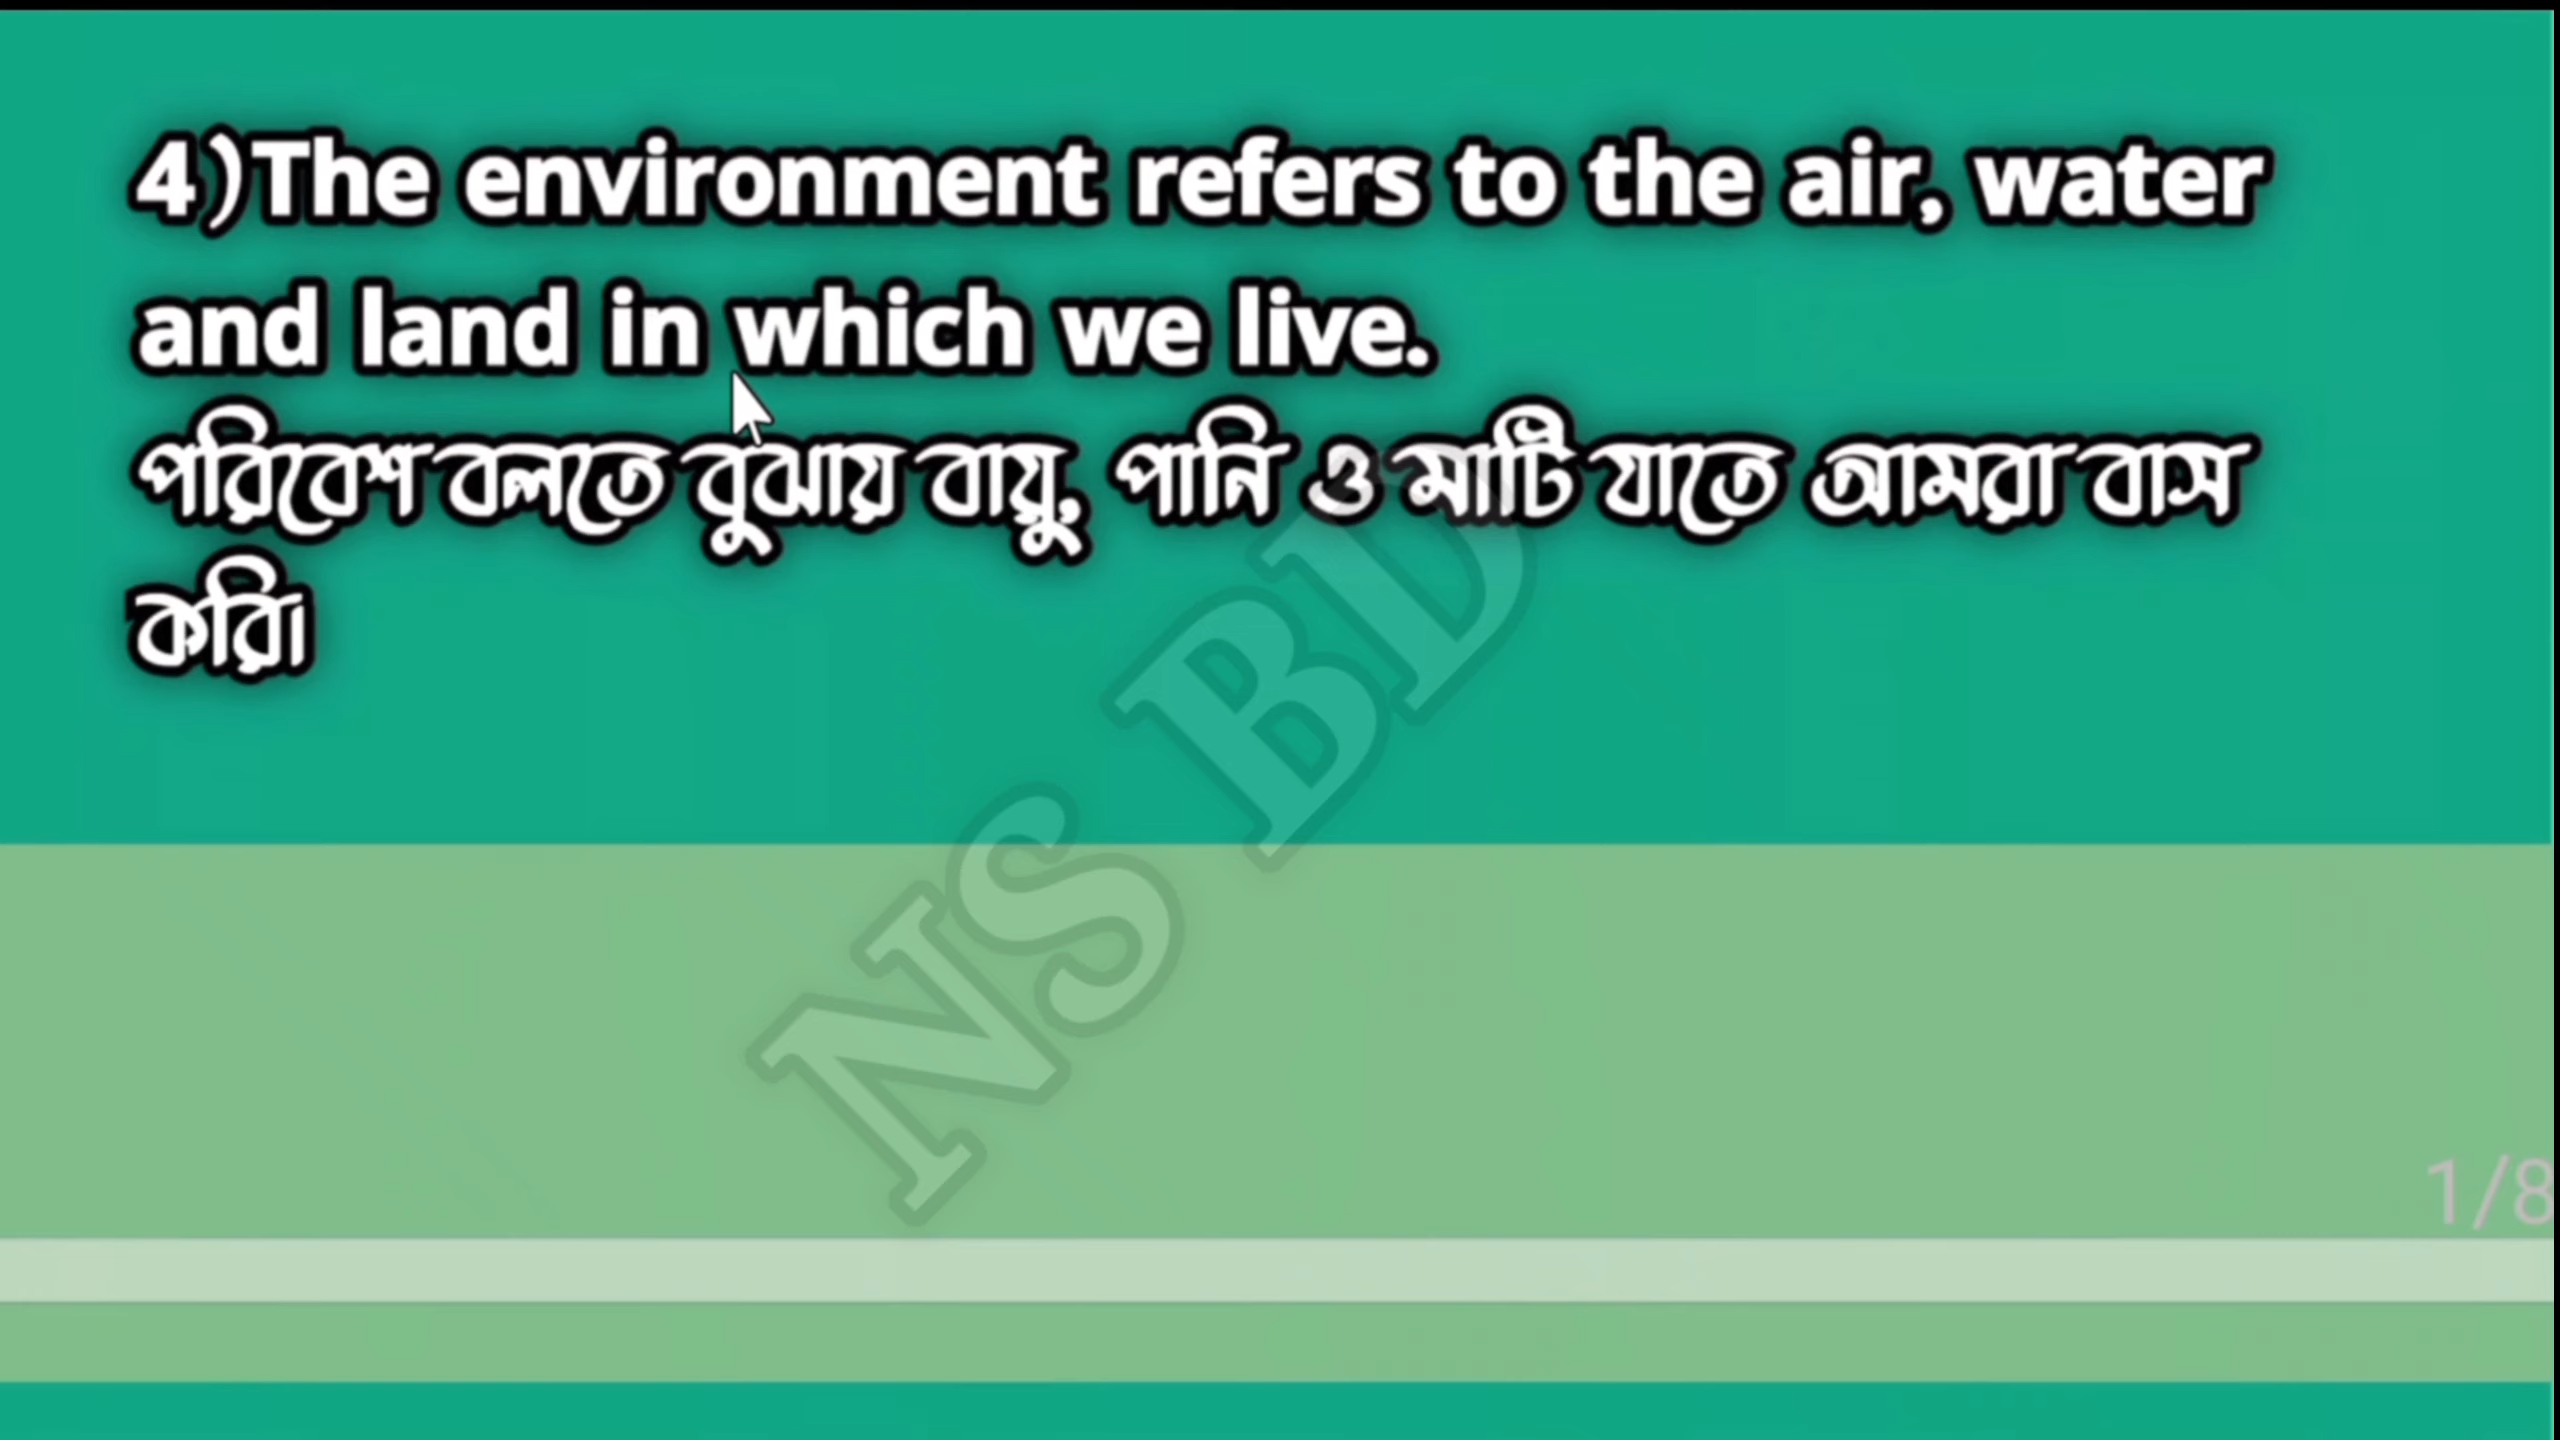 4)The environment refers to the air, water
and land in which we live.
পরিবেশ বলতে বুঝায় বায়ু, পানি ও মাটি যাতে আমরা বাস
করি।
NS BD
1/8